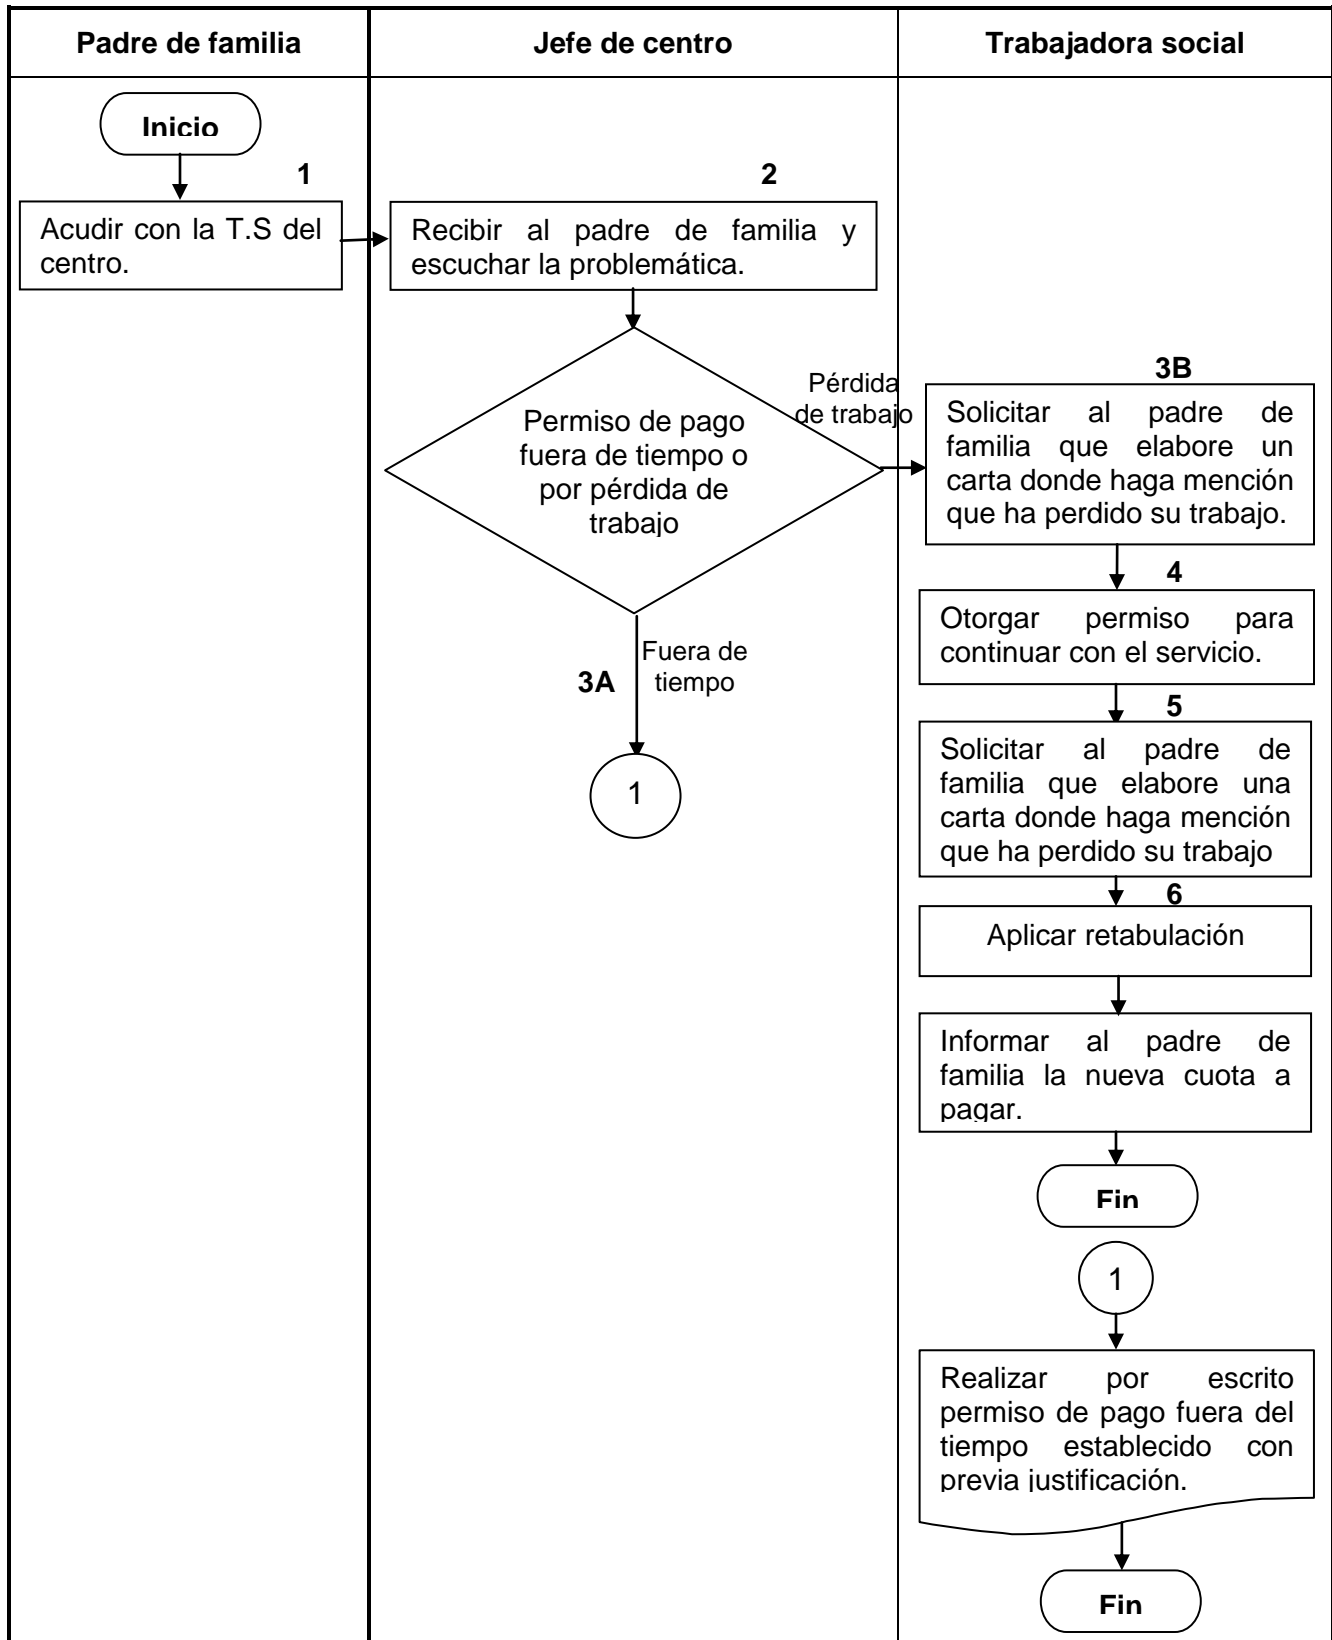 Padre de familia
Jefe de centro
Trabajadora social
Inicio
1
Acudir con la T.S del
centro.
2
Recibir al padre de familia y
escuchar la problemática.
Permiso de pago
fuera de tiempo o
por pérdida de
trabajo
Pérdida
de trabajo
Fuera de
tiempo
3A
1
3B
Solicitar al padre de
familia que elabore un
carta donde haga mención
que ha perdido su trabajo.
4
Otorgar permiso para
continuar con el servicio.
5
Solicitar al padre de
familia que elabore una
carta donde haga mención
que ha perdido su trabajo
6
Aplicar retabulación
Informar al padre de
familia la nueva cuota a
pagar.
Fin
1
Realizar por escrito
permiso de pago fuera del
tiempo establecido con
previa justificación.
Fin